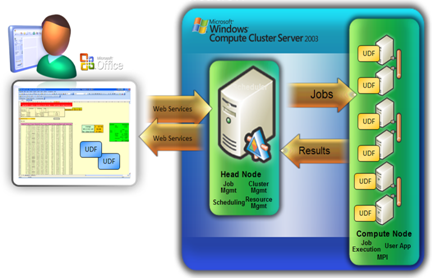 Microsoft
Windows
Compute Cluster Server 2003
Microsoft
Office
UDF
UDF
Web Services
Web Services
Head Node
Job Mgmt
Cluster Mgmt
Scheduling
Resource Mgmt
Jobs
Results
UDF
UDF
UDF
UDF
UDF
UDF
Compute Node
Job Execution
User App
MPI